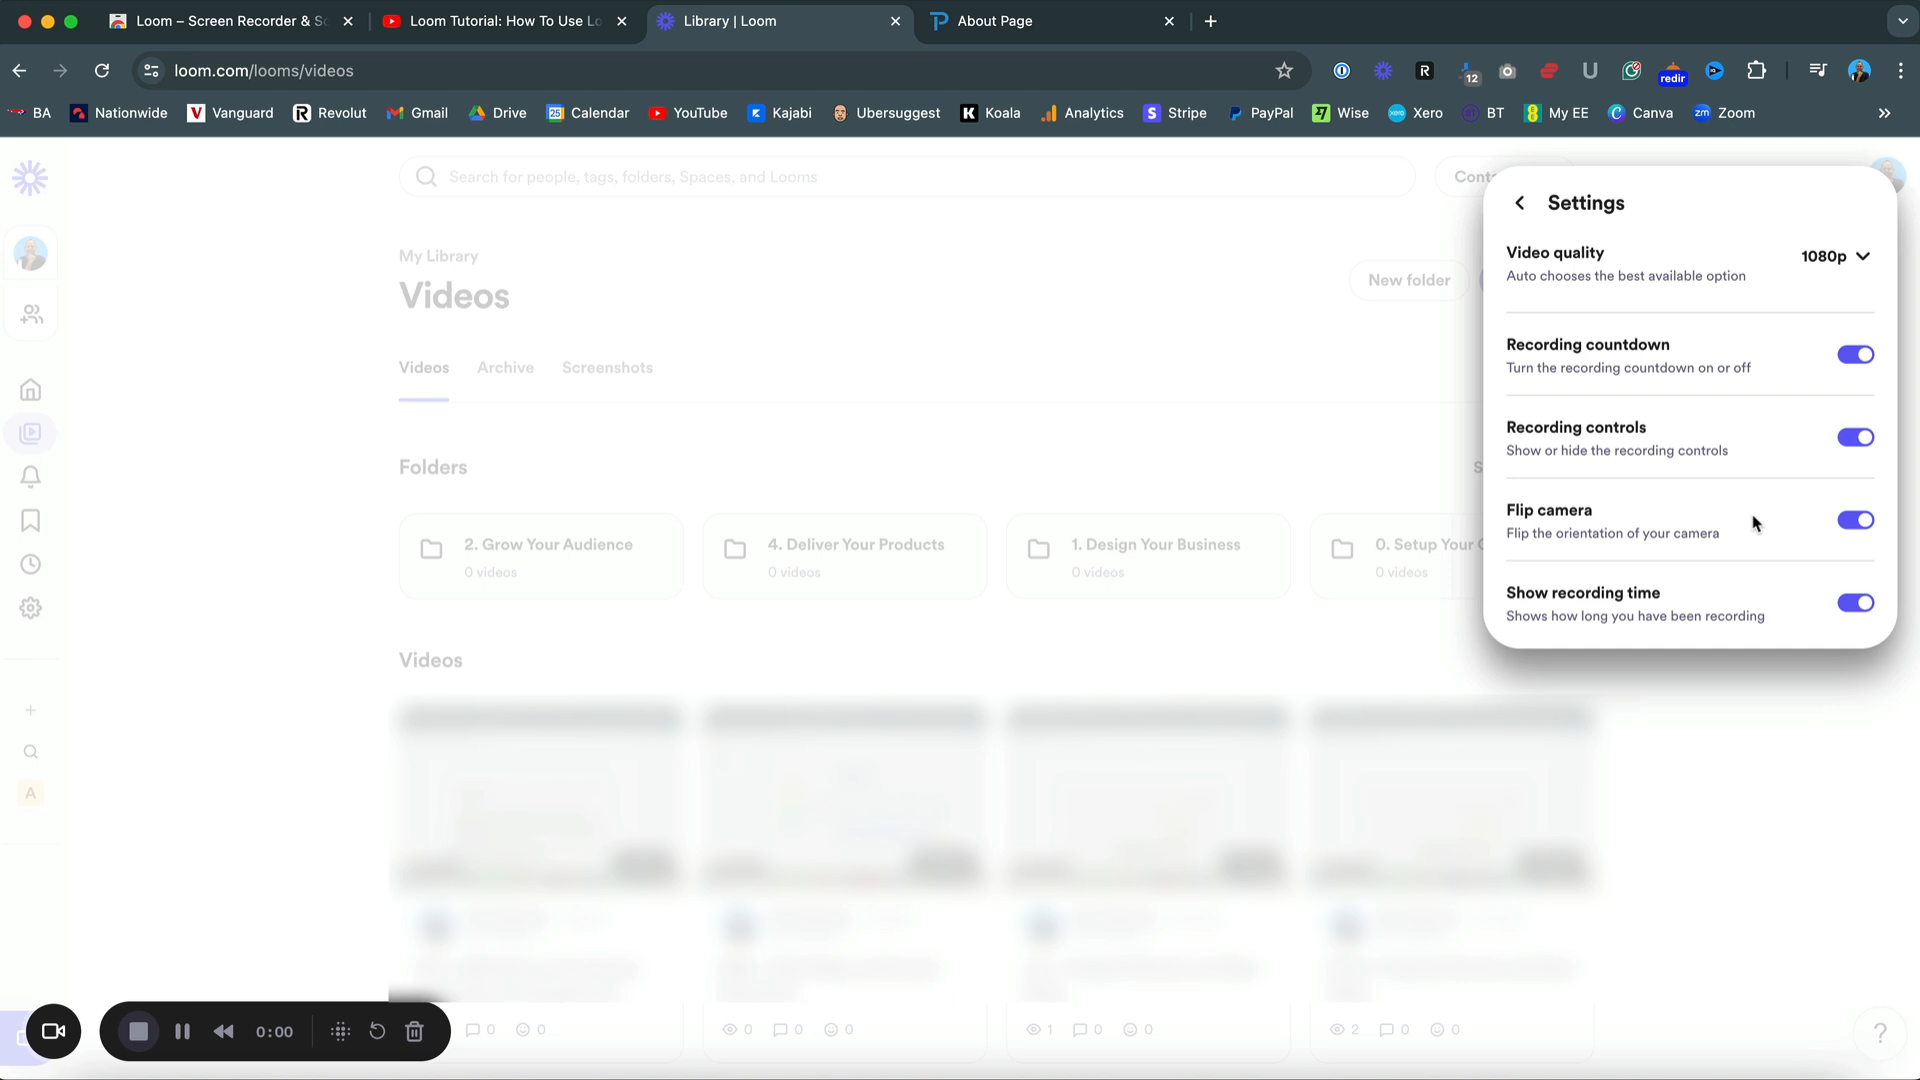 Loom – Screen Recorder & Sc
Loom Tutorial: How To Use Lo
Library | Loom
About Page
loom.com/looms/videos
12
redir
BA
Nationwide
Vanguard
Revolut
Gmail
Drive
Calendar
YouTube
Kajabi
Ubersuggest
Koala
Analytics
Stripe
PayPal
Wise
Xero
BT
My EE
Canva
Zoom
Search for people, tags, folders, Spaces, and Looms
Conta
My Library
Videos
New folder
Videos
Archive
Screenshots
Folders
S
2. Grow Your Audience
0 videos
4. Deliver Your Products
0 videos
1. Design Your Business
0 videos
0. Setup Your
0 videos
Videos
A
0:00
0 0
0 0 0
1 0 0
2 0 0
?
Settings
Video quality
Auto chooses the best available option
1080p
Recording countdown
Turn the recording countdown on or off
Recording controls
Show or hide the recording controls
Flip camera
Flip the orientation of your camera
Show recording time
Shows how long you have been recording